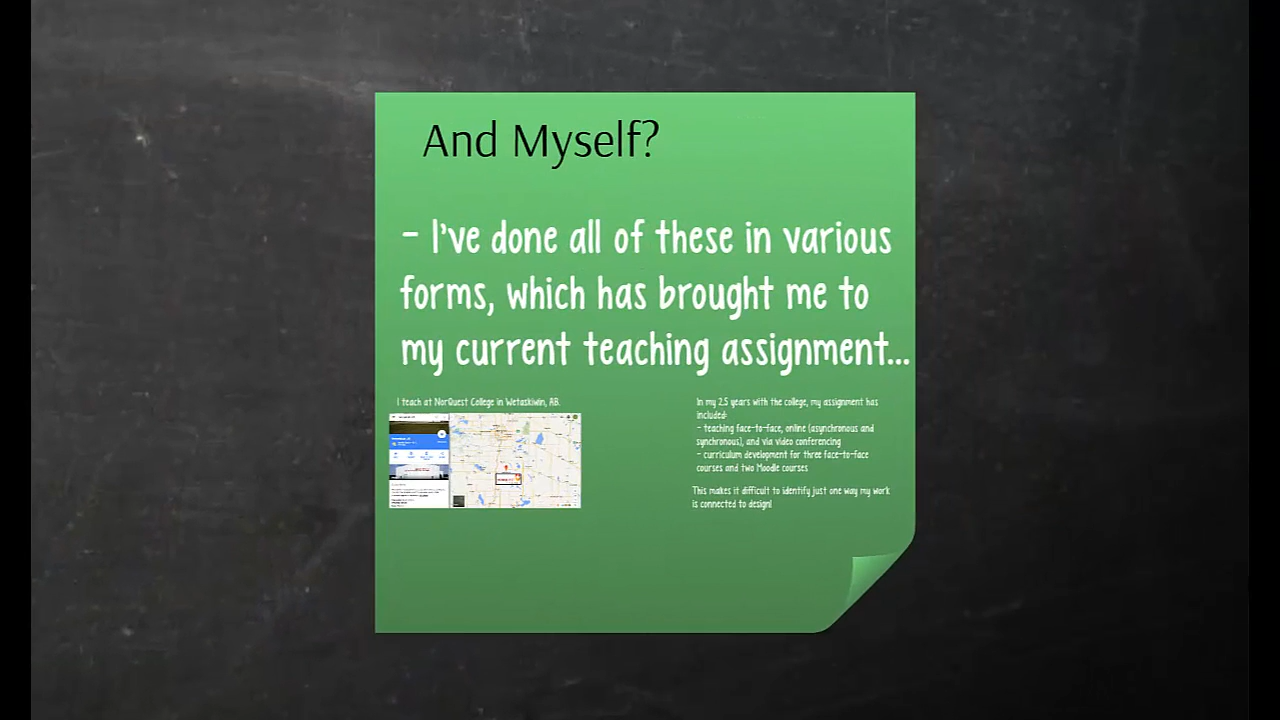 And Myself?
- I've done all of these in various
forms, which has brought me to
my current teaching assignment...
I teach at NorQuest College in Wetaskiwin, AB.
In my 2.5 years with the college, my assignment has
included:
- teaching face-to-face, online (asynchronous and
synchronous), and via video conferencing
- curriculum development for three face-to-face
courses and two Moodle courses
This makes it difficult to identify just one way my work
is connected to design!